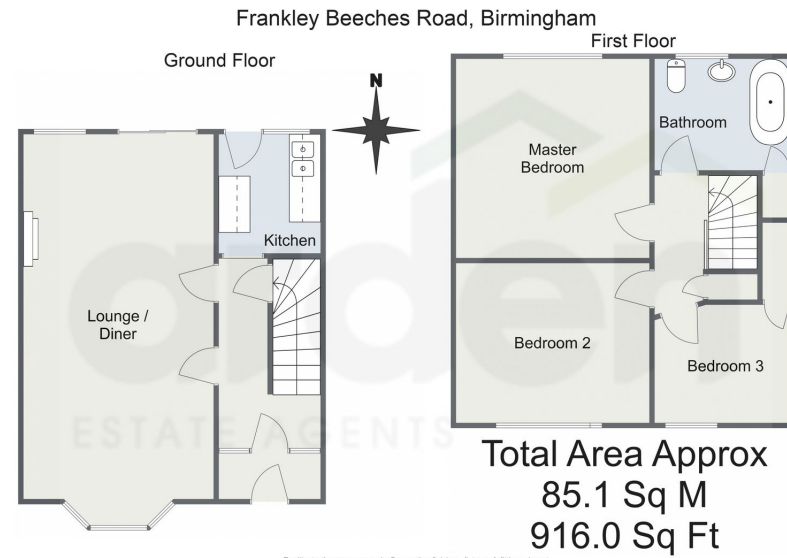 Frankley Beeches Road, Birmingham
Ground Floor
First Floor
N
Bathroom
Master
Bedroom
Kitchen
Lounge /
Diner
Bedroom 2
Bedroom 3
arden
ESTATE AGENTS
Total Area Approx
85.1 Sq M
916.0 Sq Ft